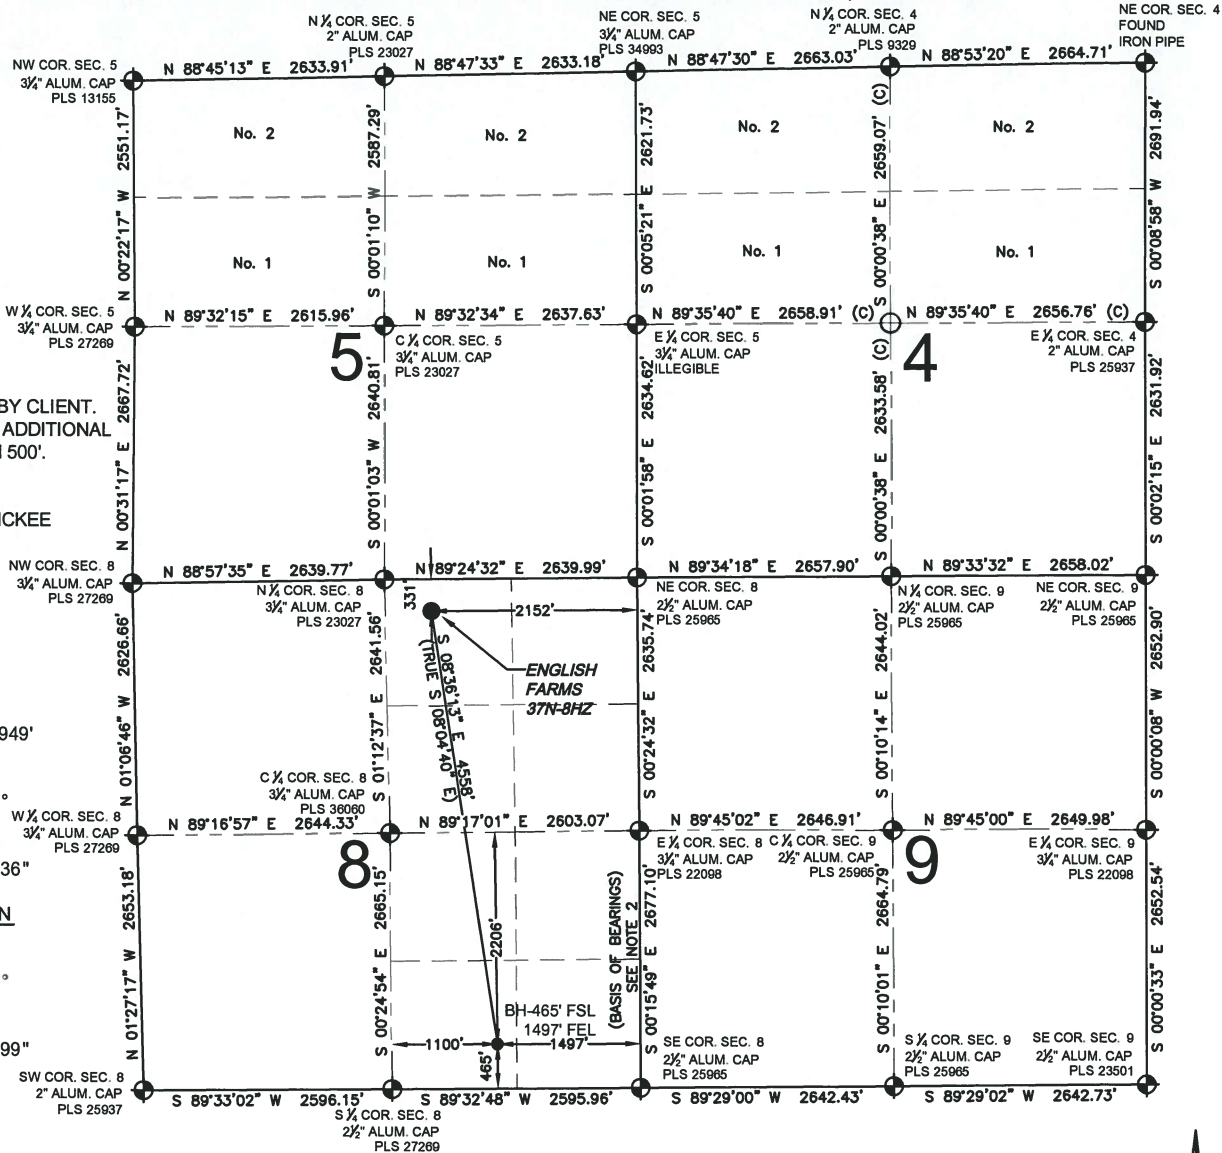 N ¼ COR. SEC. 5
2" ALUM. CAP
PLS 23027
NE COR. SEC. 5
3¼" ALUM. CAP
PLS 34993
N ¼ COR. SEC. 4
2" ALUM. CAP
PLS 9329
NE COR. SEC. 4
FOUND
IRON PIPE
NW COR. SEC. 5
3¼" ALUM. CAP
PLS 13155
N 88°45'13" E 2633.91'
N 88°47'33" E 2633.18'
N 88°47'30" E 2663.03'
N 88°53'20" E 2664.71'
N 00°22'17" W 2551.17'
No. 2
S 00°01'10" W 2587.29'
No. 2
S 00°05'21" E 2621.73'
No. 2
S 00°00'38" E 2659.07' (C)
No. 2
S 00°08'58" W 2691.94'
No. 1
No. 1
No. 1
No. 1
W ¼ COR. SEC. 5
3¼" ALUM. CAP
PLS 27269
N 89°32'15" E 2615.96'
N 89°32'34" E 2637.63'
N 89°35'40" E 2658.91' (C)
N 89°35'40" E 2656.76' (C)
5
C ¼ COR. SEC. 5
3¼" ALUM. CAP
PLS 23027
E ¼ COR. SEC. 5
3¼" ALUM. CAP
ILLEGIBLE
4
E ¼ COR. SEC. 4
2" ALUM. CAP
PLS 25937
BY CLIENT.
ADDITIONAL
500'.
ICKEE
N 00°31'17" E 2667.72'
S 00°01'03" W 2640.81'
S 00°01'58" E 2634.62'
S 00°00'38" E 2633.58' (C)
S 00°02'15" E 2631.92'
NW COR. SEC. 8
3¼" ALUM. CAP
PLS 27269
N 88°57'35" E 2639.77'
N 89°24'32" E 2639.99'
N 89°34'18" E 2657.90'
N 89°33'32" E 2658.02'
N ¼ COR. SEC. 8
3¼" ALUM. CAP
PLS 23027
NE COR. SEC. 8
2½" ALUM. CAP
PLS 25965
N ¼ COR. SEC. 9
2½" ALUM. CAP
PLS 25965
NE COR. SEC. 9
2½" ALUM. CAP
PLS 25965
331'
2152'
ENGLISH
FARMS
37N-8HZ
S 08°36'13" E 4558'
(TRUE S 08°04'40" E)
N 01°06'46" W 2626.66'
S 01°12'37" E 2641.56'
S 00°24'32" E 2635.74'
S 00°10'14" E 2644.02'
S 00°00'08" W 2652.90'
949'
°
C ¼ COR. SEC. 8
3¼" ALUM. CAP
PLS 36060
W ¼ COR. SEC. 8
3¼" ALUM. CAP
PLS 27269
N 89°16'57" E 2644.33'
N 89°17'01" E 2603.07'
N 89°45'02" E 2646.91'
N 89°45'00" E 2649.98'
8
E ¼ COR. SEC. 8
3¼" ALUM. CAP
PLS 22098
C ¼ COR. SEC. 9
2½" ALUM. CAP
PLS 25965
9
E ¼ COR. SEC. 9
3¼" ALUM. CAP
PLS 22098
36"
N
°
99"
N 01°27'17" W 2653.18'
S 00°24'54" E 2665.15'
2206'
(BASIS OF BEARINGS)
SEE NOTE 2
S 00°15'49" E 2677.10'
S 00°10'01" E 2664.79'
S 00°00'33" E 2652.54'
BH-465' FSL
1497' FEL
1100'
1497'
465'
SE COR. SEC. 8
2½" ALUM. CAP
PLS 25965
S ¼ COR. SEC. 9
2½" ALUM. CAP
PLS 25965
SE COR. SEC. 9
2½" ALUM. CAP
PLS 23501
SW COR. SEC. 8
2" ALUM. CAP
PLS 25937
S 89°33'02" W 2596.15'
S 89°32'48" W 2595.96'
S 89°29'00" W 2642.43'
S 89°29'02" W 2642.73'
S ¼ COR. SEC. 8
2½" ALUM. CAP
PLS 27269